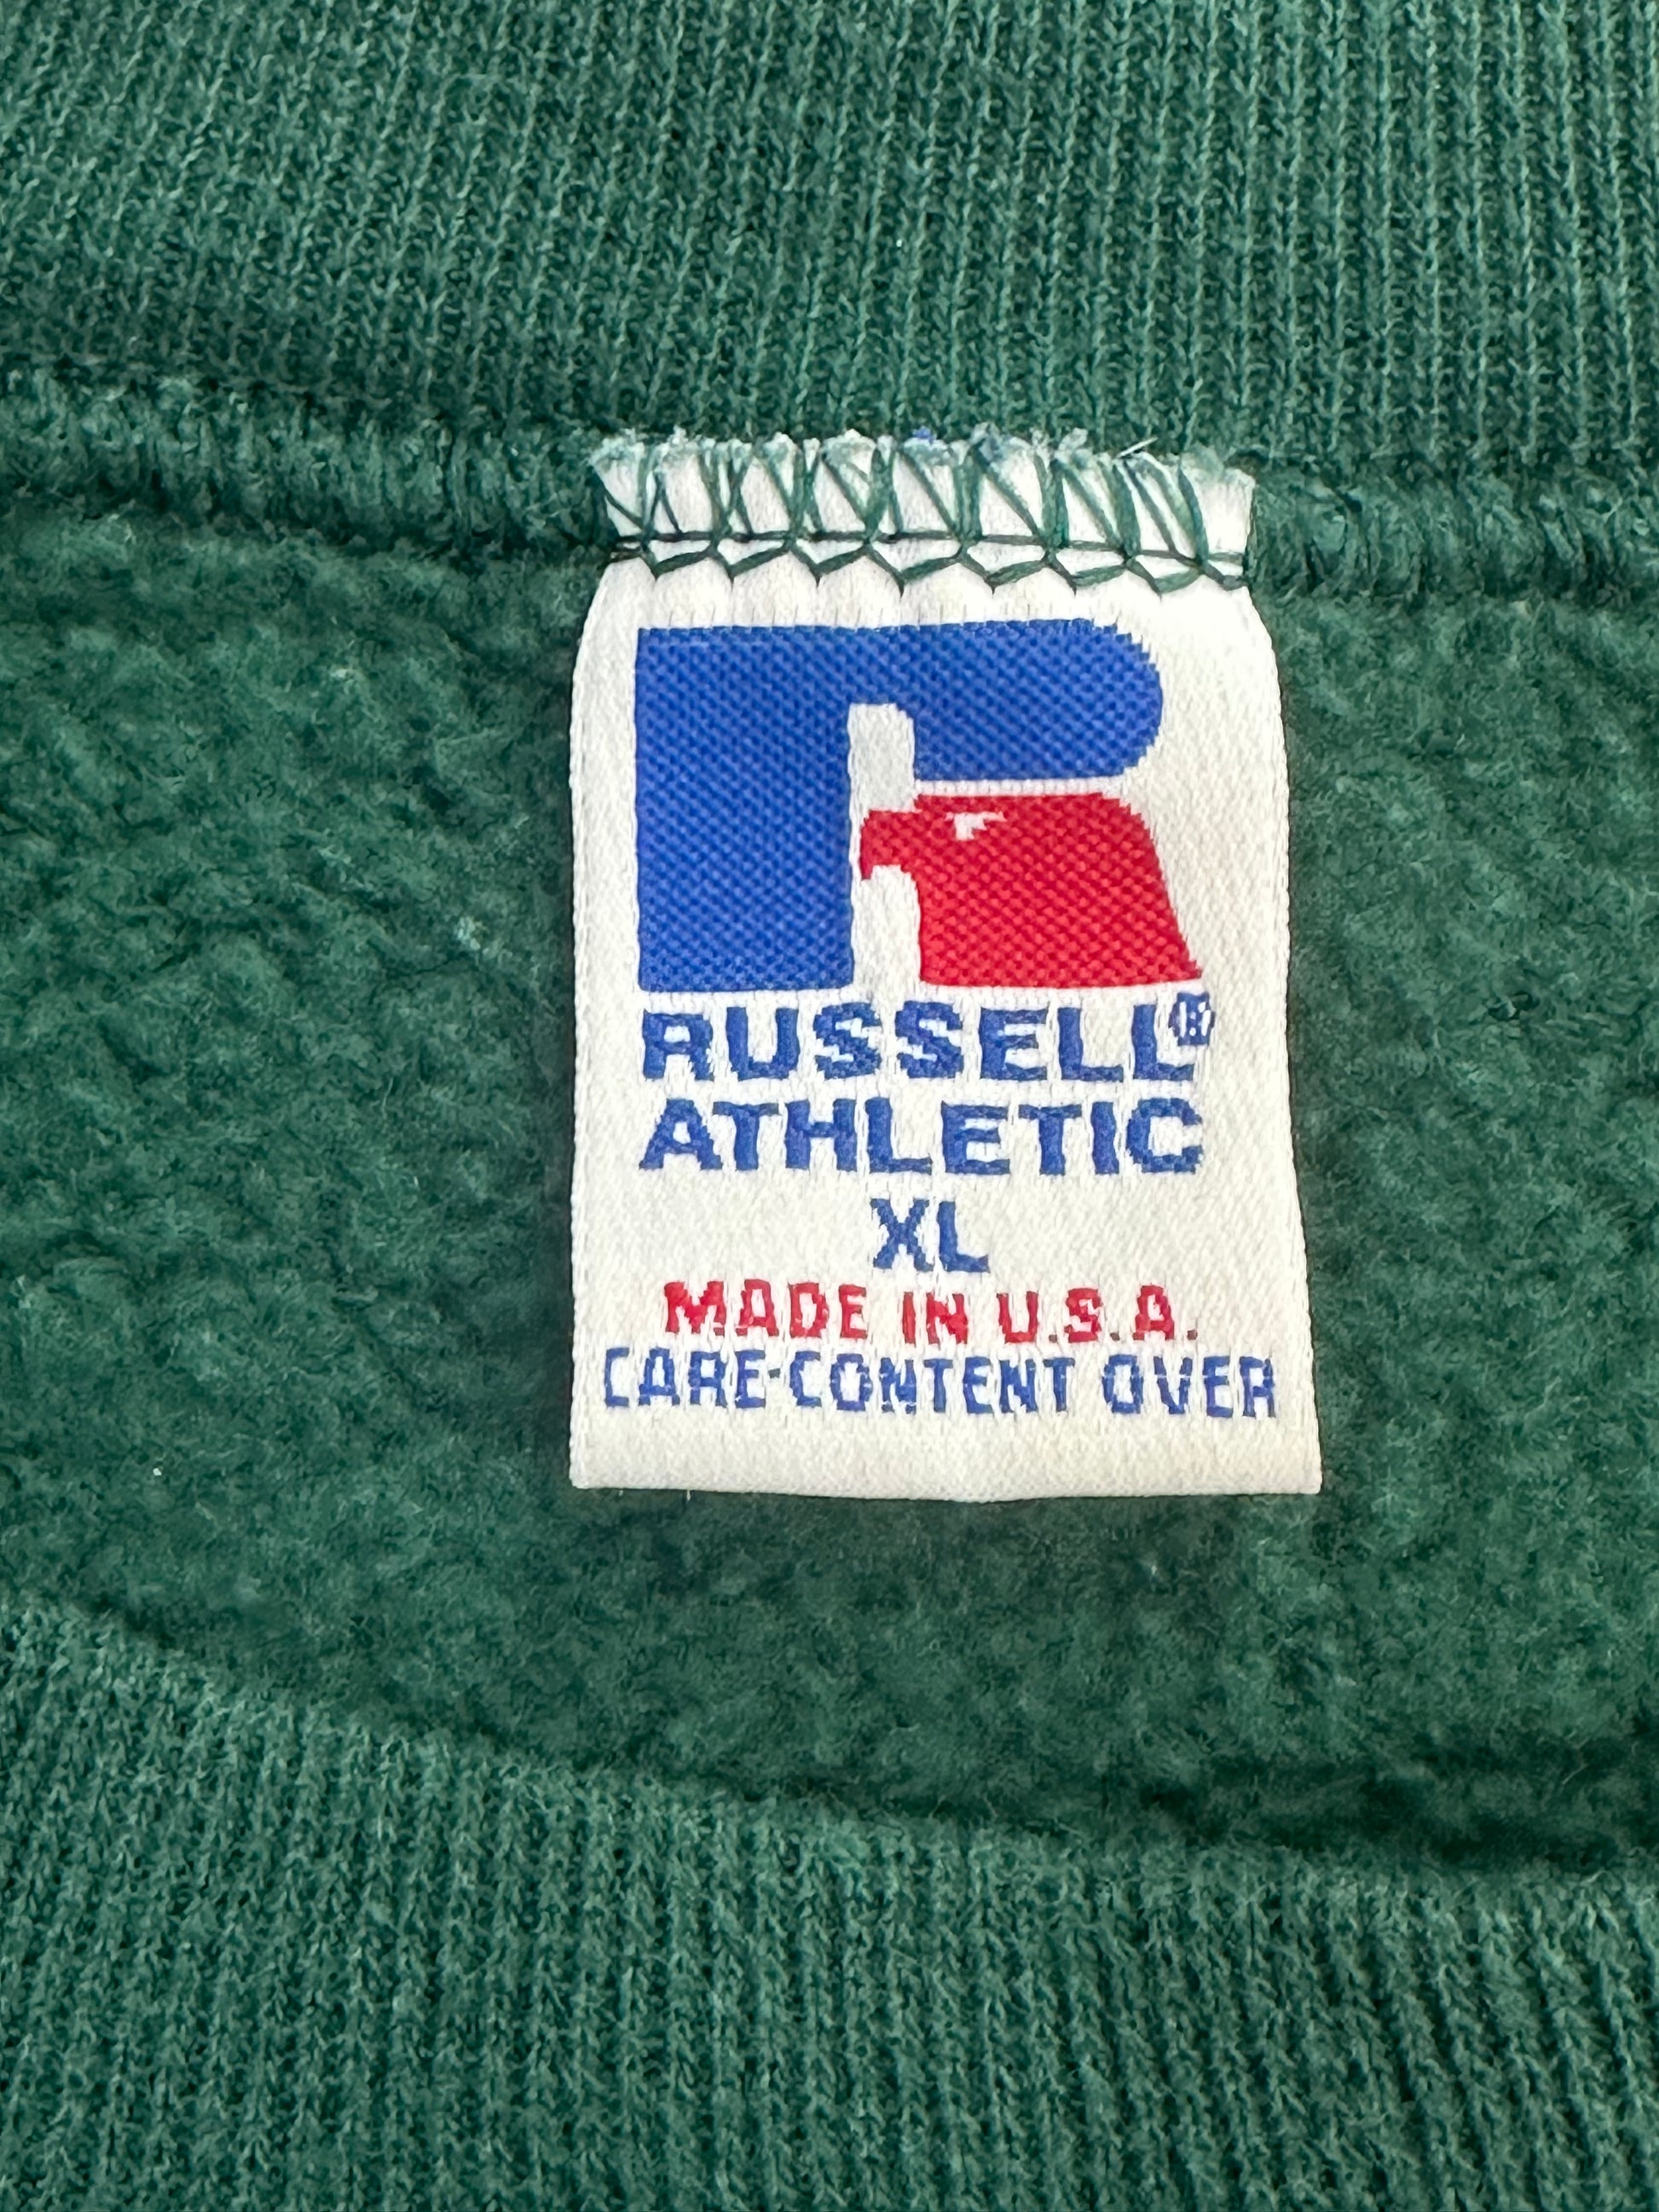 RUSSELL®
ATHLETIC
XL
MADE IN U.S.A.
CARE·CONTENT OVER